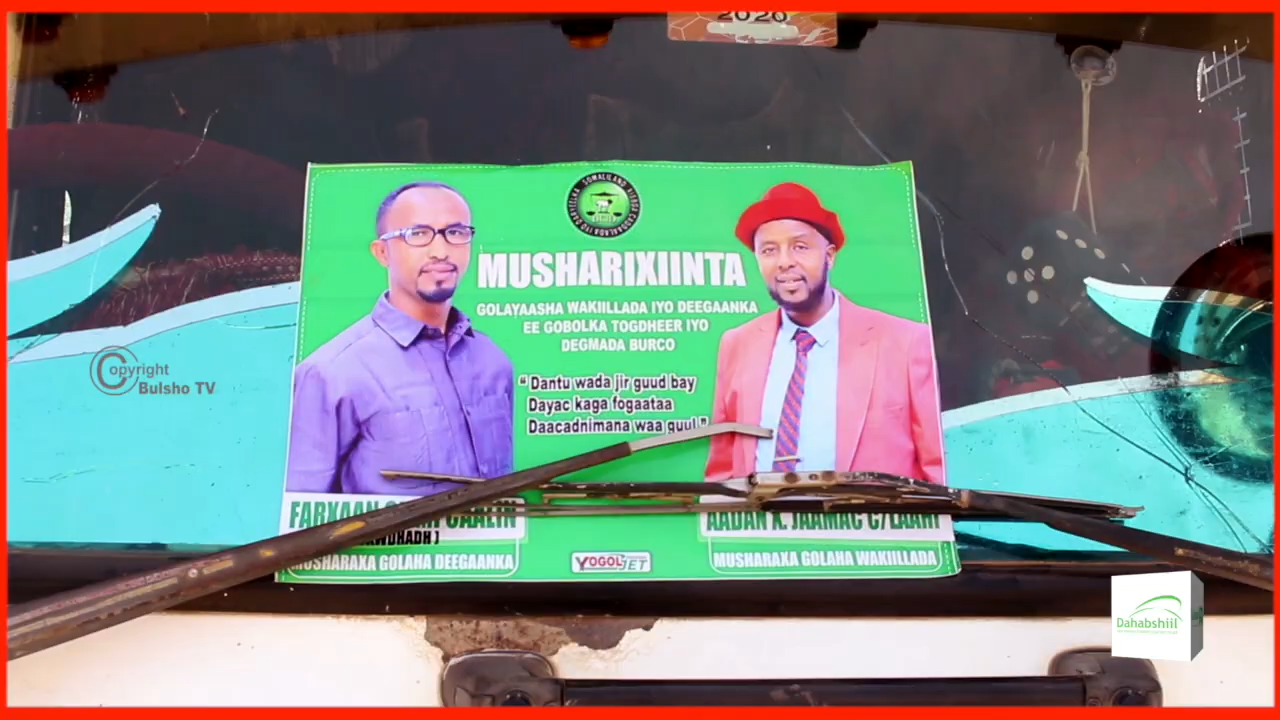 2020
SOMALILAND
MUSHARIXIINTA
GOLAYAASHA WAKIILLADA IYO DEEGAANKA
EE GOBOLKA TOGDHEER IYO
DEGMADA BURCO
“ Dantu wada jir guud bay
Dayac kaga fogaataa
Daacadnimana waa guul ”
FARXAAN
MUSHARAXA GOLAHA DEEGAANKA
AADAN X. JAAMAC C/LAAHI
MUSHARAXA GOLAHA WAKIILLADA
YOGOL JET
Copyright
Bulsho TV
Dahabshiil